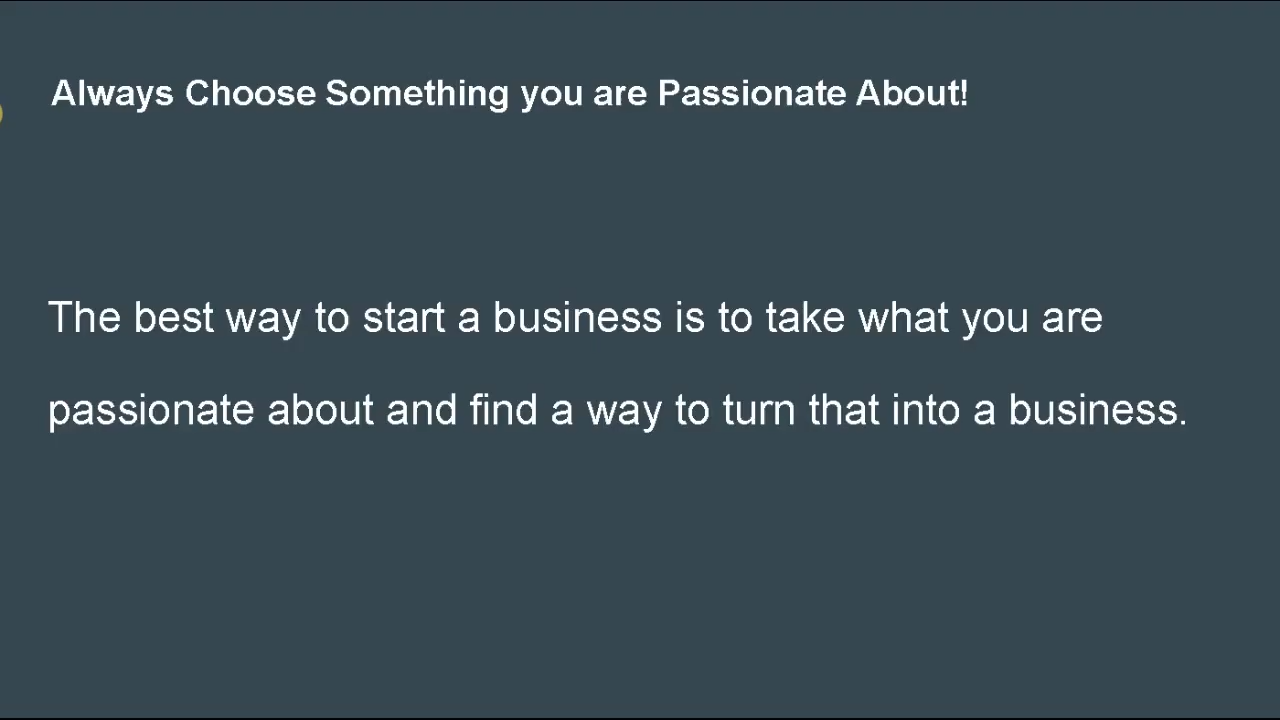 Always Choose Something you are Passionate About!
The best way to start a business is to take what you are
passionate about and find a way to turn that into a business.